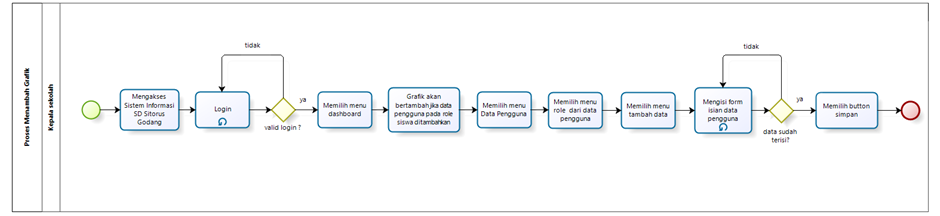 Proses Menambah Grafik
Kepala sekolah
Mengakses
Sistem Informasi
SD Sitorus
Godang
tidak
Login
valid login ?
ya
Memilih menu
dashboard
Grafik akan
bertambah jika data
pengguna pada role
siswa ditambahkan
Memilih menu
Data Pengguna
Memilih menu
role dari data
pengguna
Memilih menu
tambah data
tidak
Mengisi form
isian data
pengguna
data sudah
terisi?
ya
Memilih button
simpan